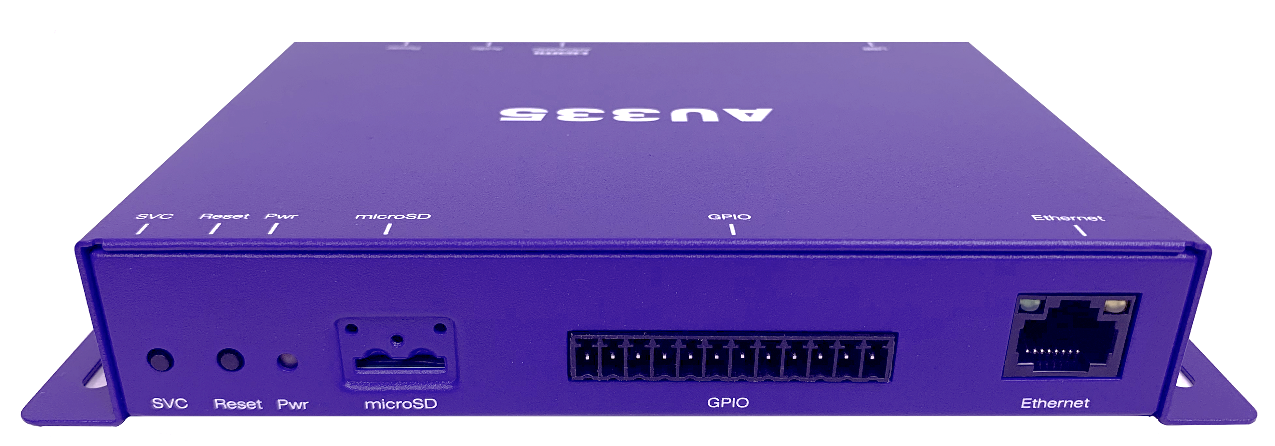 AU335
SVC Reset Pwr microSD GPIO Ethernet
SVC Reset Pwr microSD GPIO Ethernet